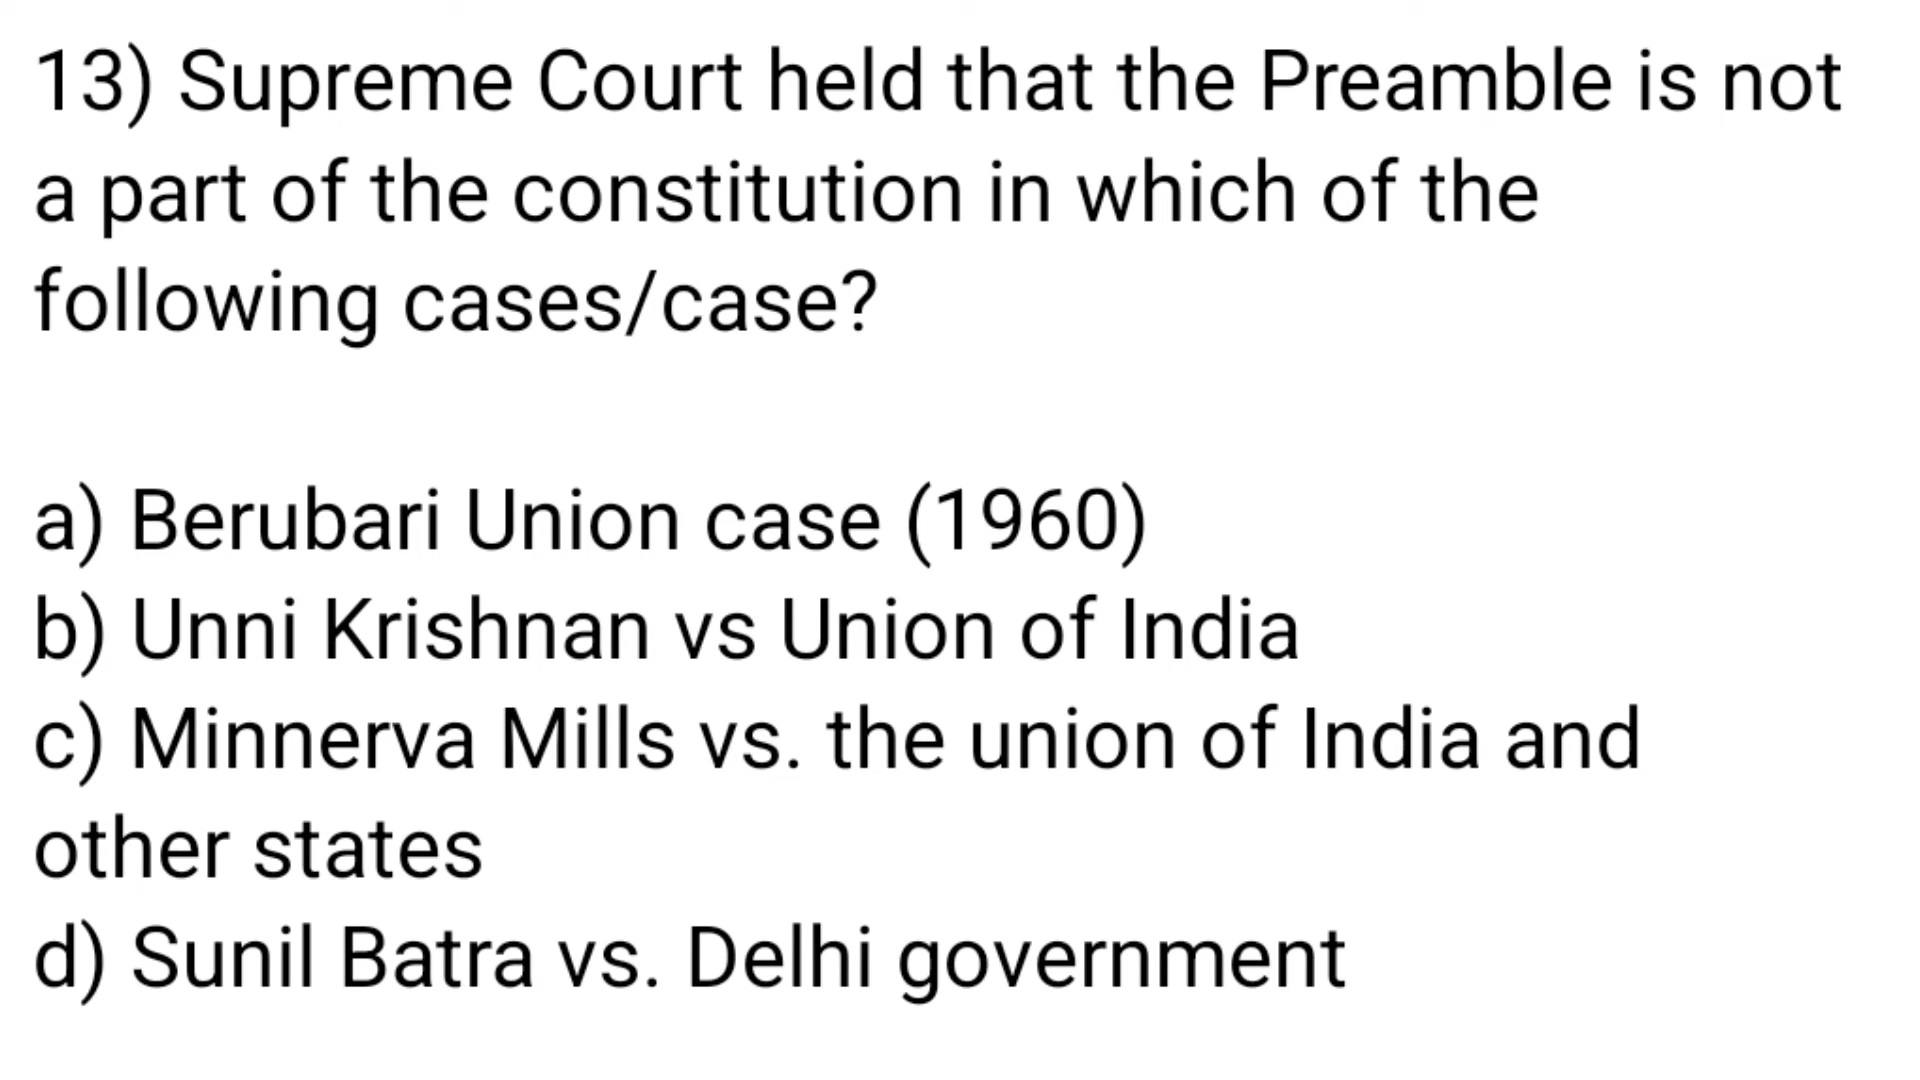 13) Supreme Court held that the Preamble is not
a part of the constitution in which of the
following cases/case?
a) Berubari Union case (1960)
b) Unni Krishnan vs Union of India
c) Minnerva Mills vs. the union of India and
other states
d) Sunil Batra vs. Delhi government